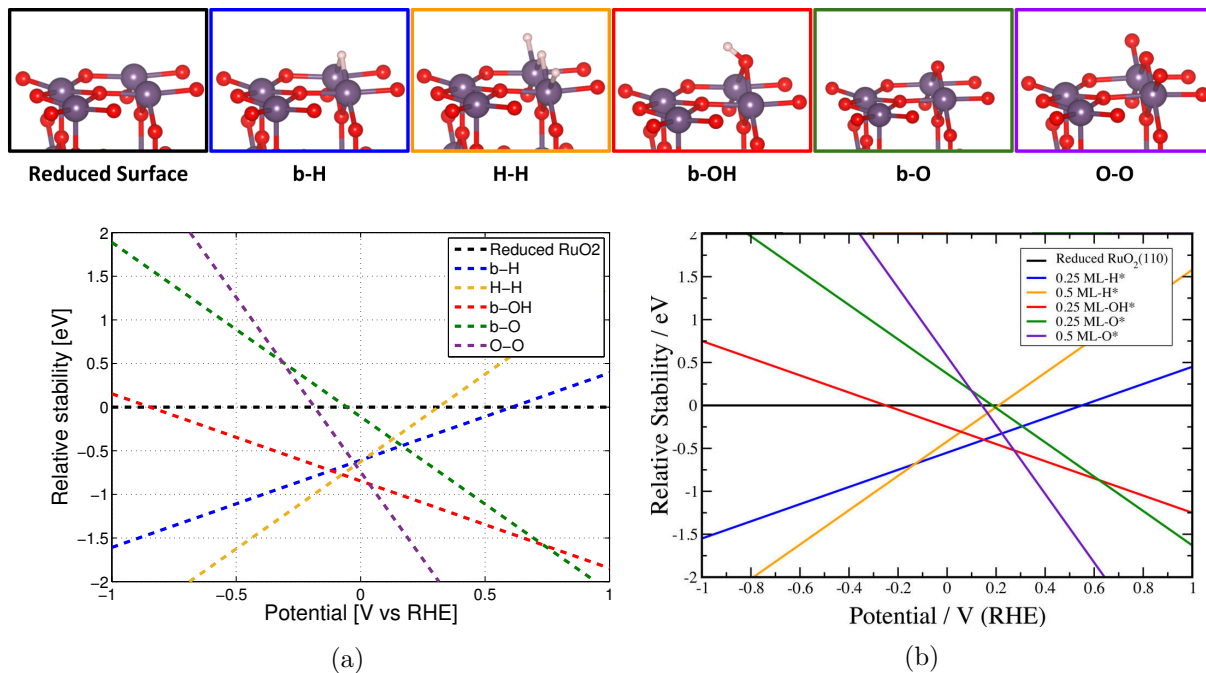 Reduced Surface b-H H-H b-OH b-O O-O
2
1.5
1
0.5
0
−0.5
−1
−1.5
−2
−1 −0.5 0 0.5 1
Relative stability [eV]
Potential [V vs RHE]
Reduced RuO2
b−H
H−H
b−OH
b−O
O−O
(a)
2
1.5
1
0.5
0
-0.5
-1
-1.5
-2
-1 -0.8 -0.6 -0.4 -0.2 0 0.2 0.4 0.6 0.8 1
Relative Stability / eV
Potential / V (RHE)
Reduced RuO₂(110)
0.25 ML-H*
0.5 ML-H*
0.25 ML-OH*
0.25 ML-O*
0.5 ML-O*
(b)